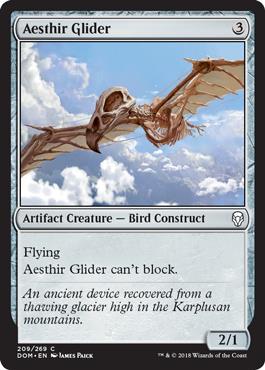 Aesthir Glider 3
Artifact Creature — Bird Construct
Flying
Aesthir Glider can't block.
An ancient device recovered from a
thawing glacier high in the Karplusan
mountains.
2/1
209/269 C
DOM • EN James Paick
™ & © 2018 Wizards of the Coast